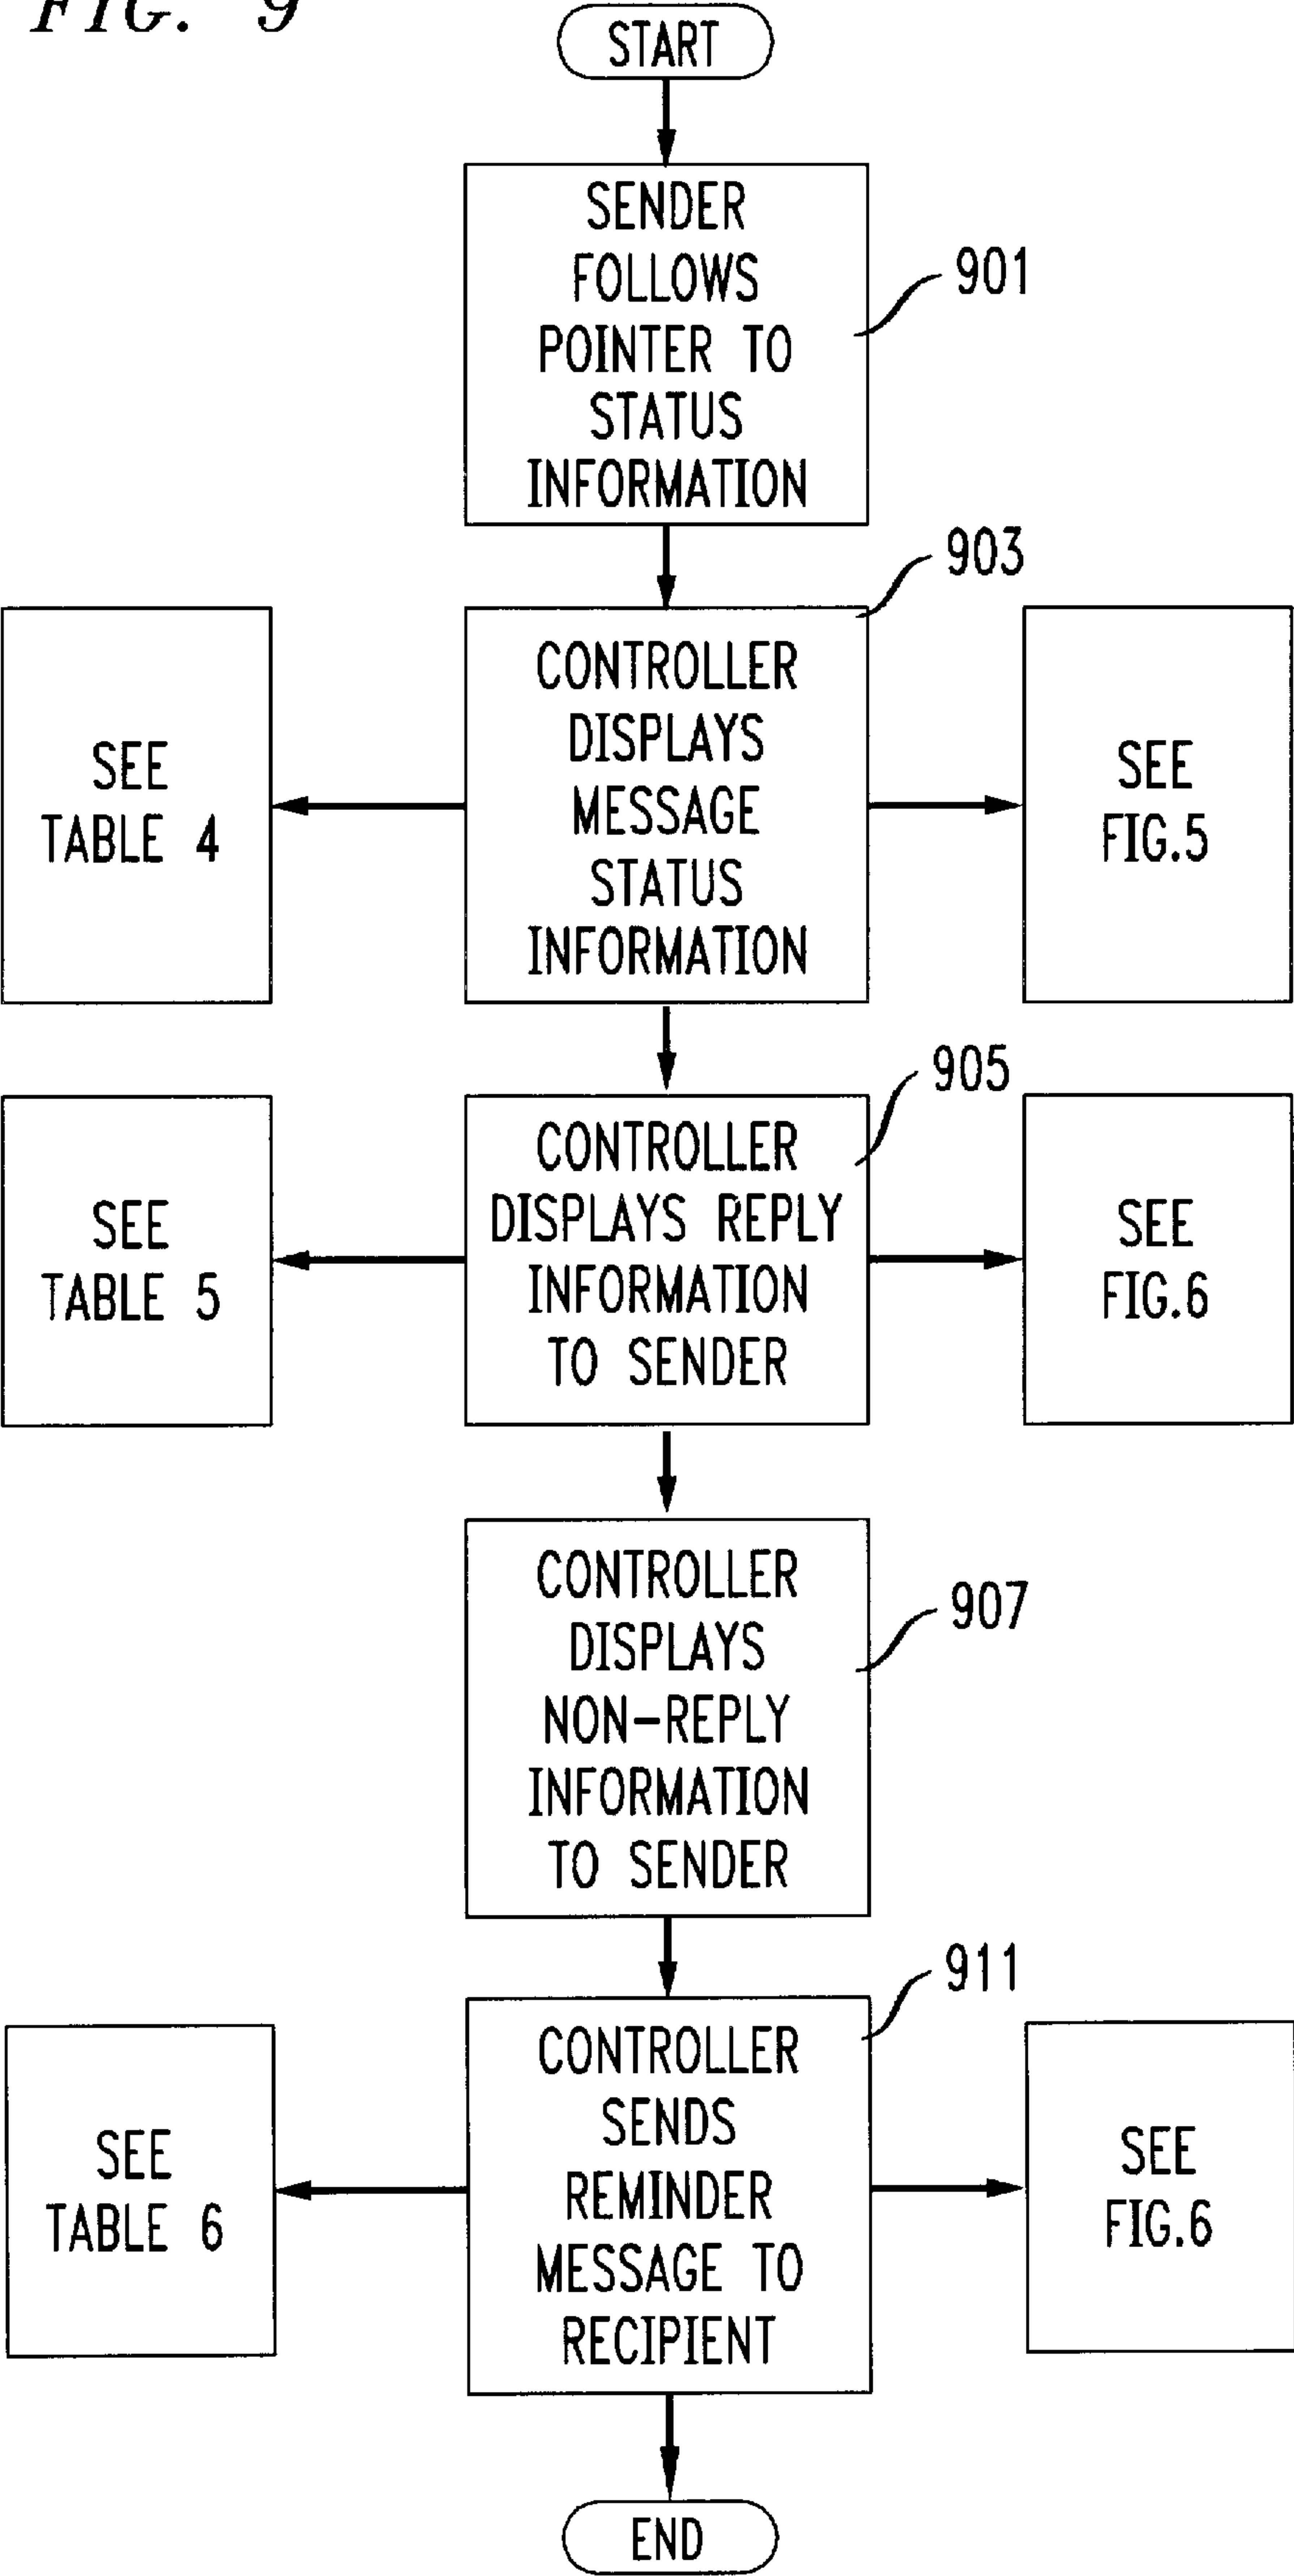 FIG. 9
START
SENDER
FOLLOWS
POINTER TO
STATUS
INFORMATION
901
903
CONTROLLER
DISPLAYS
MESSAGE
STATUS
INFORMATION
SEE
TABLE 4
SEE
FIG.5
905
CONTROLLER
DISPLAYS REPLY
INFORMATION
TO SENDER
SEE
TABLE 5
SEE
FIG.6
CONTROLLER
DISPLAYS
NON-REPLY
INFORMATION
TO SENDER
907
911
CONTROLLER
SENDS
REMINDER
MESSAGE TO
RECIPIENT
SEE
TABLE 6
SEE
FIG.6
END